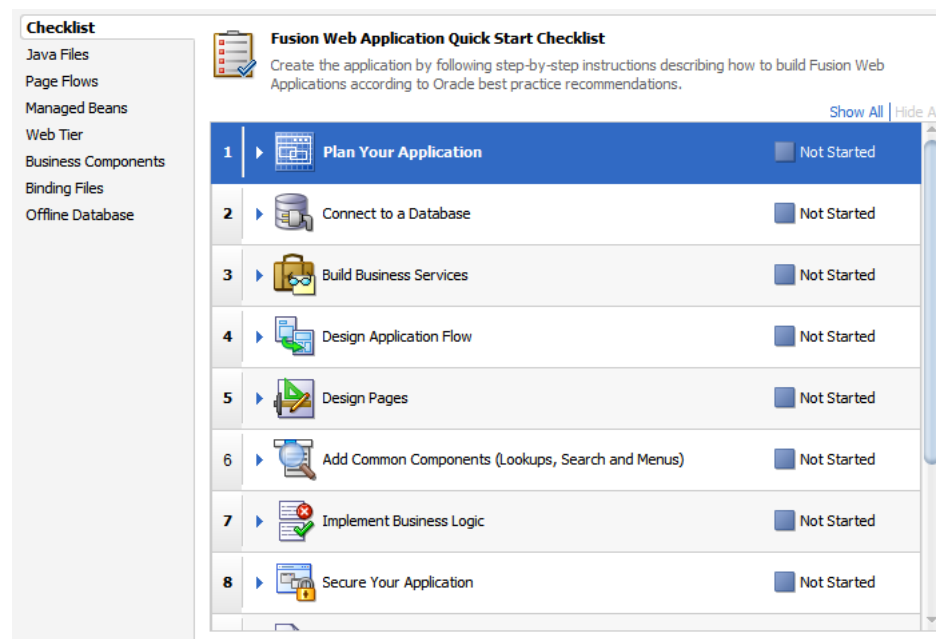 Checklist
Java Files
Page Flows
Managed Beans
Web Tier
Business Components
Binding Files
Offline Database
Fusion Web Application Quick Start Checklist
Create the application by following step-by-step instructions describing how to build Fusion Web
Applications according to Oracle best practice recommendations.
Show All | Hide A
1 Plan Your Application Not Started
2 Connect to a Database Not Started
3 Build Business Services Not Started
4 Design Application Flow Not Started
5 Design Pages Not Started
6 Add Common Components (Lookups, Search and Menus) Not Started
7 Implement Business Logic Not Started
8 Secure Your Application Not Started